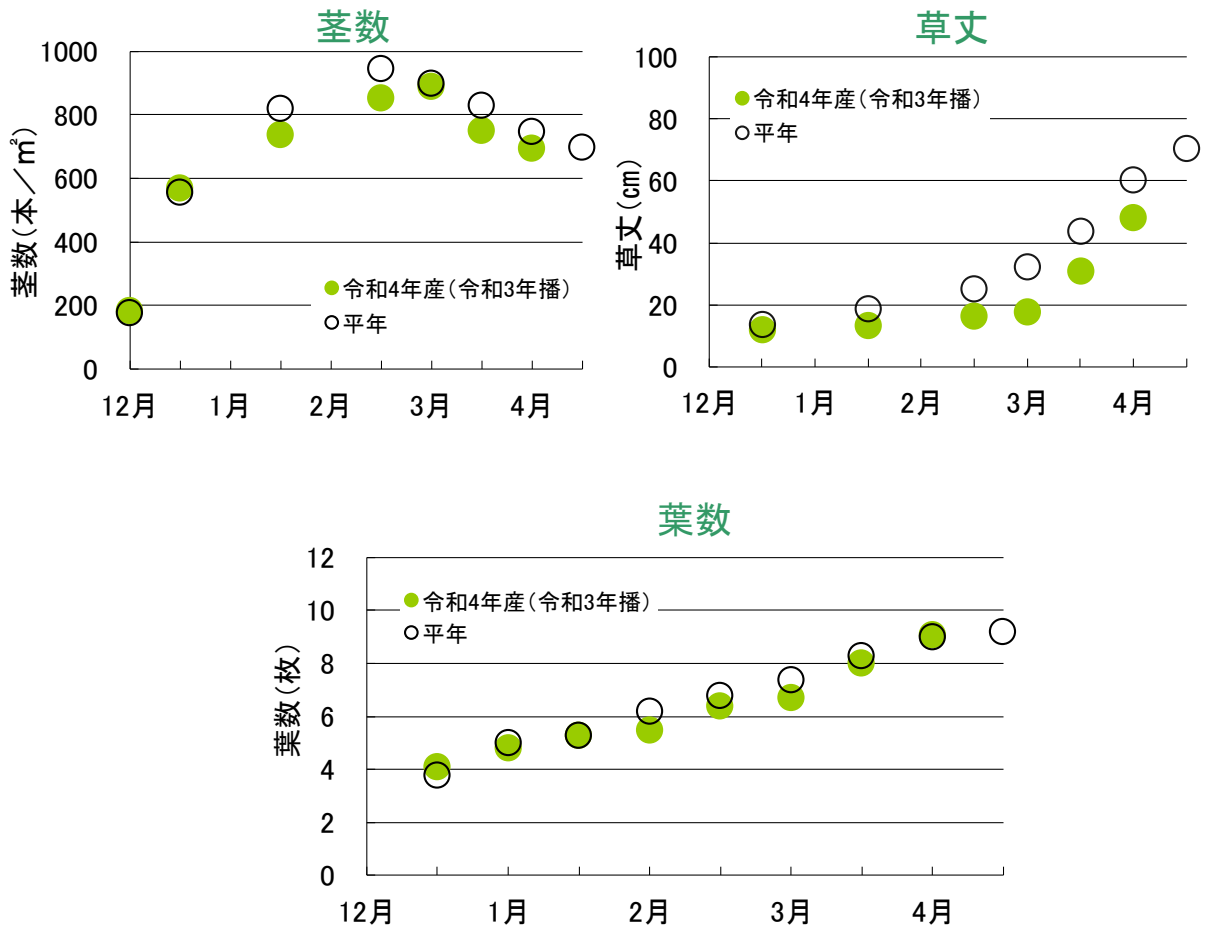 茎数
茎数(本/㎡)
1000
800
600
400
200
0
令和4年産(令和3年播)
平年
12月 1月 2月 3月 4月
草丈
草丈(cm)
100
80
60
40
20
0
令和4年産(令和3年播)
平年
12月 1月 2月 3月 4月
葉数
葉数(枚)
12
10
8
6
4
2
0
令和4年産(令和3年播)
平年
12月 1月 2月 3月 4月